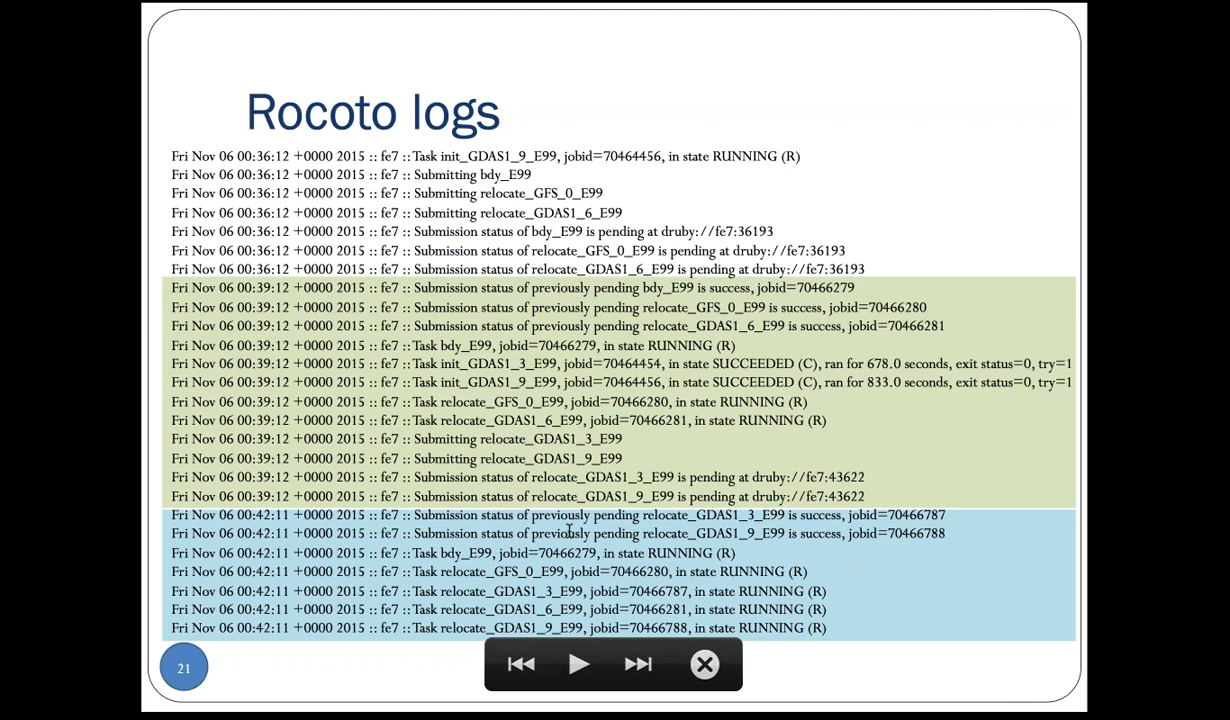 Rocoto logs
Fri Nov 06 00:36:12 +0000 2015 :: fe7 :: Task init_GDAS1_9_E99, jobid=70464456, in state RUNNING (R)
Fri Nov 06 00:36:12 +0000 2015 :: fe7 :: Submitting bdy_E99
Fri Nov 06 00:36:12 +0000 2015 :: fe7 :: Submitting relocate_GFS_0_E99
Fri Nov 06 00:36:12 +0000 2015 :: fe7 :: Submitting relocate_GDAS1_6_E99
Fri Nov 06 00:36:12 +0000 2015 :: fe7 :: Submission status of bdy_E99 is pending at druby://fe7:36193
Fri Nov 06 00:36:12 +0000 2015 :: fe7 :: Submission status of relocate_GFS_0_E99 is pending at druby://fe7:36193
Fri Nov 06 00:36:12 +0000 2015 :: fe7 :: Submission status of relocate_GDAS1_6_E99 is pending at druby://fe7:36193
Fri Nov 06 00:39:12 +0000 2015 :: fe7 :: Submission status of previously pending bdy_E99 is success, jobid=70466279
Fri Nov 06 00:39:12 +0000 2015 :: fe7 :: Submission status of previously pending relocate_GFS_0_E99 is success, jobid=70466280
Fri Nov 06 00:39:12 +0000 2015 :: fe7 :: Submission status of previously pending relocate_GDAS1_6_E99 is success, jobid=70466281
Fri Nov 06 00:39:12 +0000 2015 :: fe7 :: Task bdy_E99, jobid=70466279, in state RUNNING (R)
Fri Nov 06 00:39:12 +0000 2015 :: fe7 :: Task init_GDAS1_3_E99, jobid=70464454, in state SUCCEEDED (C), ran for 678.0 seconds, exit status=0, try=1
Fri Nov 06 00:39:12 +0000 2015 :: fe7 :: Task init_GDAS1_9_E99, jobid=70464456, in state SUCCEEDED (C), ran for 833.0 seconds, exit status=0, try=1
Fri Nov 06 00:39:12 +0000 2015 :: fe7 :: Task relocate_GFS_0_E99, jobid=70466280, in state RUNNING (R)
Fri Nov 06 00:39:12 +0000 2015 :: fe7 :: Task relocate_GDAS1_6_E99, jobid=70466281, in state RUNNING (R)
Fri Nov 06 00:39:12 +0000 2015 :: fe7 :: Submitting relocate_GDAS1_3_E99
Fri Nov 06 00:39:12 +0000 2015 :: fe7 :: Submitting relocate_GDAS1_9_E99
Fri Nov 06 00:39:12 +0000 2015 :: fe7 :: Submission status of relocate_GDAS1_3_E99 is pending at druby://fe7:43622
Fri Nov 06 00:39:12 +0000 2015 :: fe7 :: Submission status of relocate_GDAS1_9_E99 is pending at druby://fe7:43622
Fri Nov 06 00:42:11 +0000 2015 :: fe7 :: Submission status of previously pending relocate_GDAS1_3_E99 is success, jobid=70466787
Fri Nov 06 00:42:11 +0000 2015 :: fe7 :: Submission status of previously pending relocate_GDAS1_9_E99 is success, jobid=70466788
Fri Nov 06 00:42:11 +0000 2015 :: fe7 :: Task bdy_E99, jobid=70466279, in state RUNNING (R)
Fri Nov 06 00:42:11 +0000 2015 :: fe7 :: Task relocate_GFS_0_E99, jobid=70466280, in state RUNNING (R)
Fri Nov 06 00:42:11 +0000 2015 :: fe7 :: Task relocate_GDAS1_3_E99, jobid=70466787, in state RUNNING (R)
Fri Nov 06 00:42:11 +0000 2015 :: fe7 :: Task relocate_GDAS1_6_E99, jobid=70466281, in state RUNNING (R)
Fri Nov 06 00:42:11 +0000 2015 :: fe7 :: Task relocate_GDAS1_9_E99, jobid=70466788, in state RUNNING (R)
21